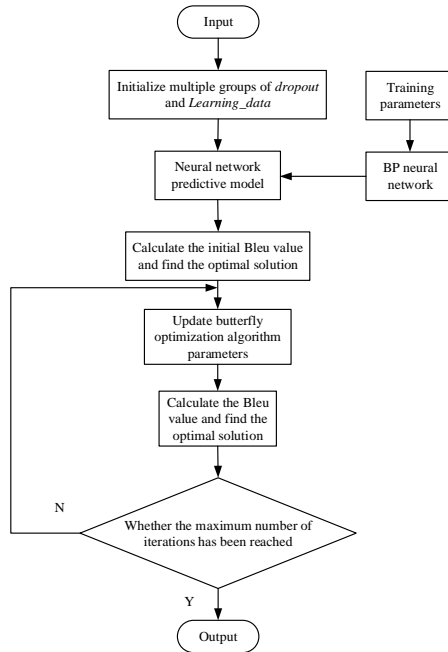 Input
Initialize multiple groups of dropout
and Learning_data
Training
parameters
Neural network
predictive model
BP neural
network
Calculate the initial Bleu value
and find the optimal solution
Update butterfly
optimization algorithm
parameters
Calculate the Bleu
value and find the
optimal solution
N
Whether the maximum number of
iterations has been reached
Y
Output